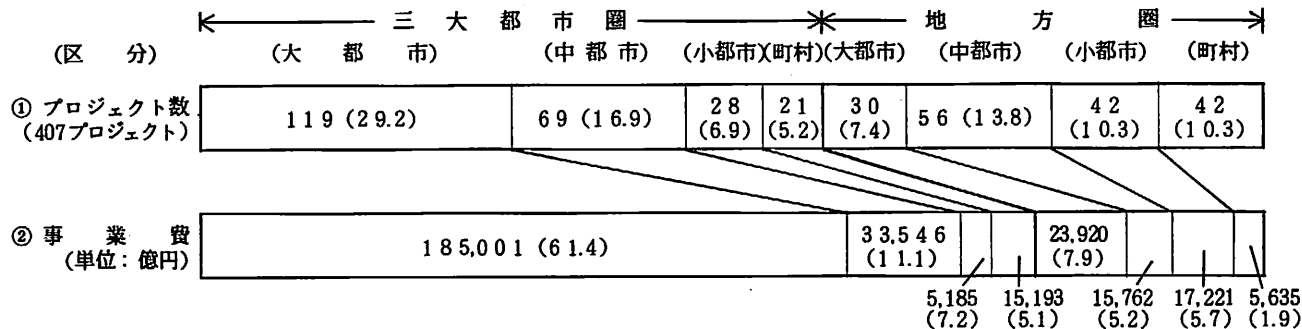 三大都市圏 地方圏
(区分) (大都市) (中都市) (小都市) (町村) (大都市) (中都市) (小都市) (町村)
① プロジェクト数
(407プロジェクト)
119 (29.2) 69 (16.9) 28 (6.9) 21 (5.2) 30 (7.4) 56 (13.8) 42 (10.3) 42 (10.3)
② 事業費
(単位：億円)
185,001 (61.4) 33,546 (11.1) 23,920 (7.9)
5,185 15,193 15,762 17,221 5,635
(7.2) (5.1) (5.2) (5.7) (1.9)